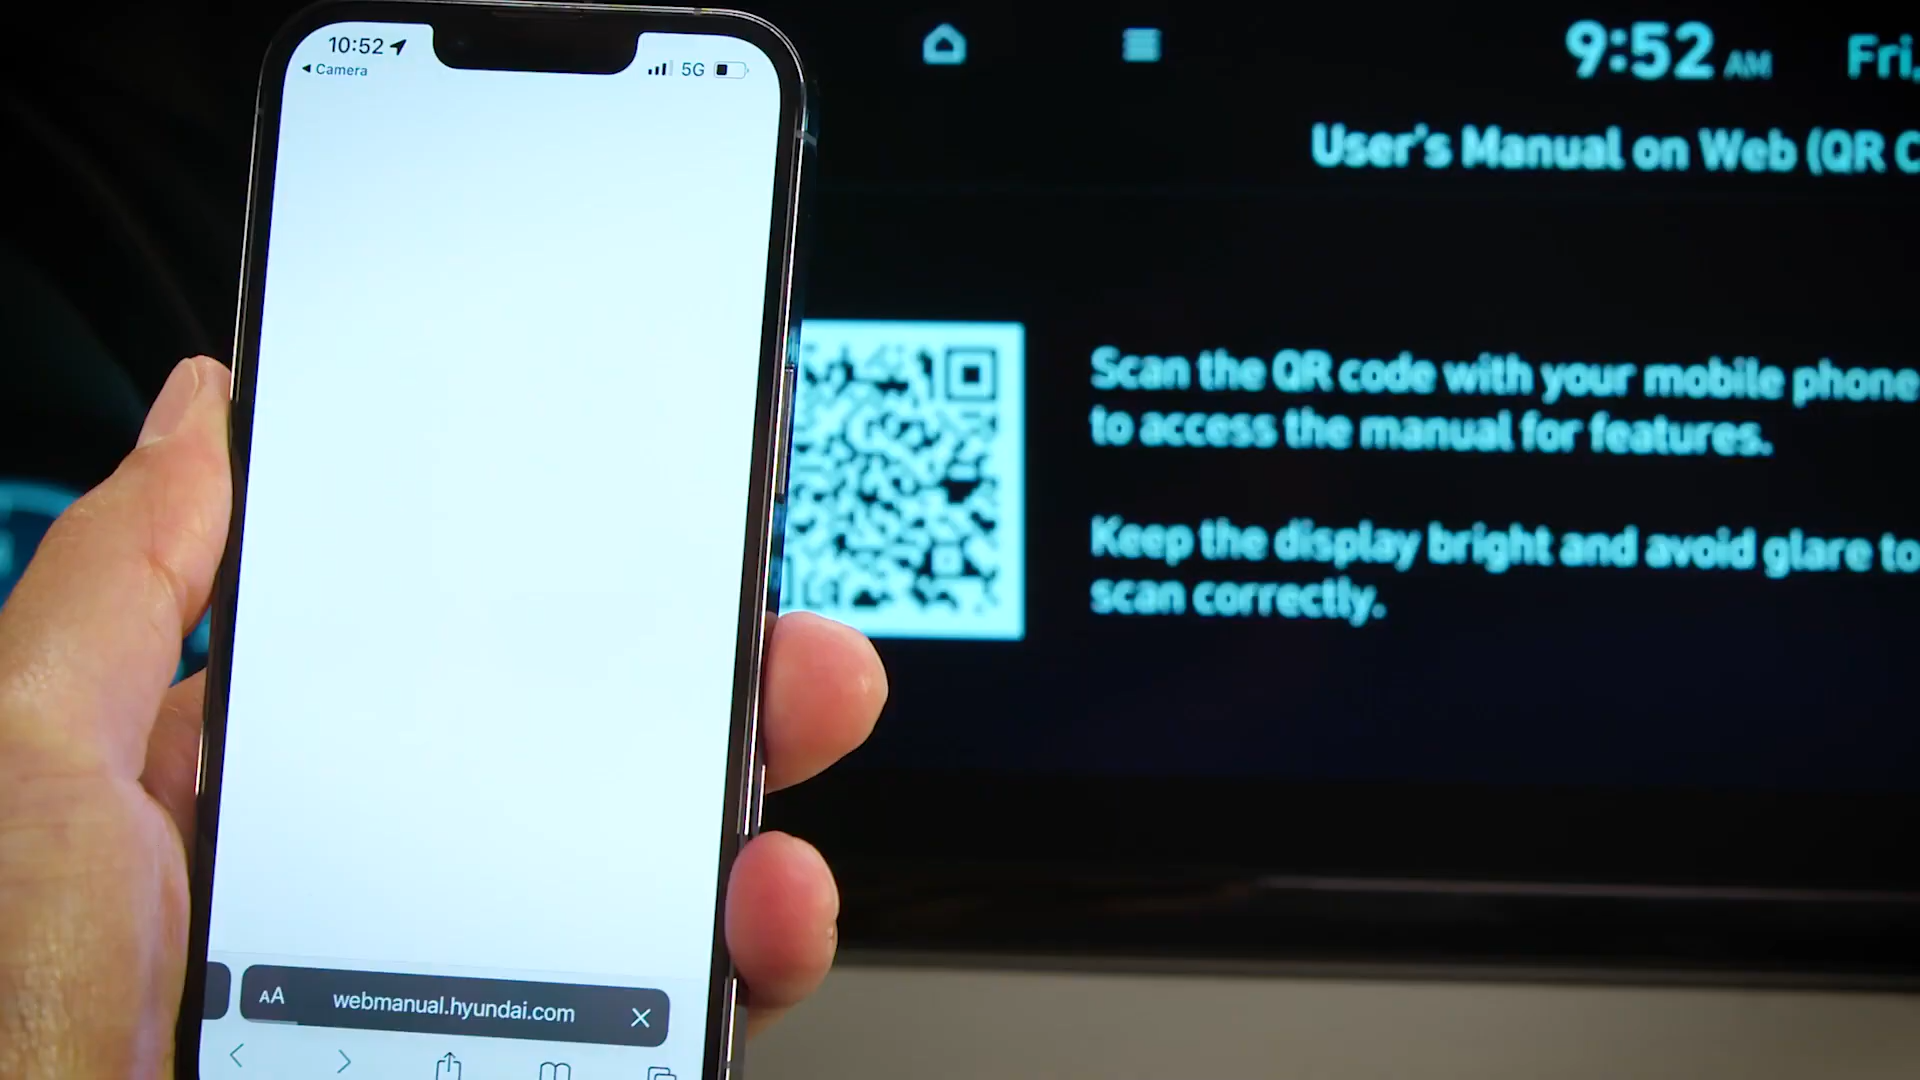 10:52
Camera
5G
webmanual.hyundai.com
AA
9:52 AM
Fri,
User's Manual on Web (QR C
Scan the QR code with your mobile phone
to access the manual for features.
Keep the display bright and avoid glare to
scan correctly.